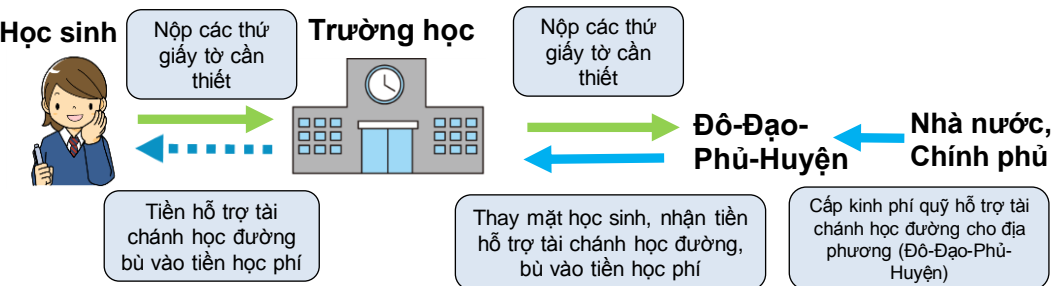 Học sinh
Nộp các thứ
giấy tờ cần
thiết
Trường học
Nộp các thứ
giấy tờ cần
thiết
Đô-Đạo-
Phủ-Huyện
Nhà nước,
Chính phủ
Tiền hỗ trợ tài
chánh học đường
bù vào tiền học phí
Thay mặt học sinh, nhận tiền
hỗ trợ tài chánh học đường,
bù vào tiền học phí
Cấp kinh phí quỹ hỗ trợ tài
chánh học đường cho địa
phương (Đô-Đạo-Phủ-
Huyện)